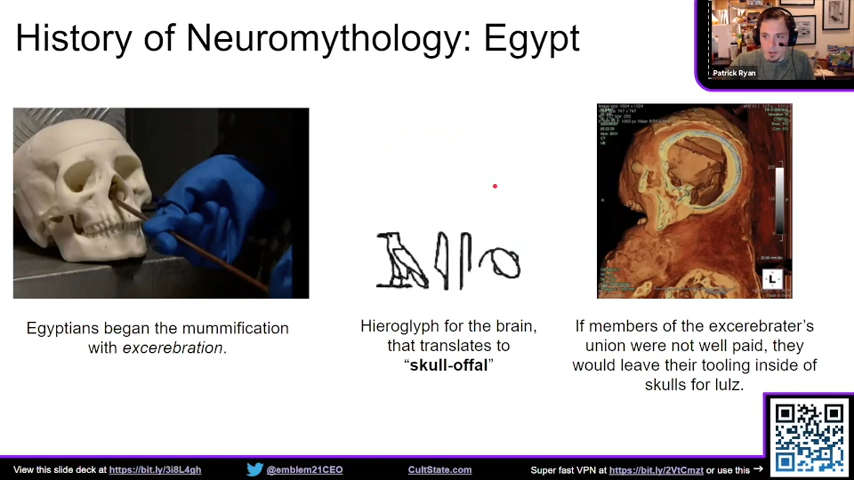 History of Neuromythology: Egypt
Patrick Ryan
Egyptians began the mummification
with excerebration.
Hieroglyph for the brain,
that translates to
“skull-offal”
If members of the excerebrater’s
union were not well paid, they
would leave their tooling inside of
skulls for lulz.
L
View this slide deck at https://bit.ly/3i8L4gh
@emblem21CEO
CultState.com
Super fast VPN at https://bit.ly/2VtCmzt or use this →